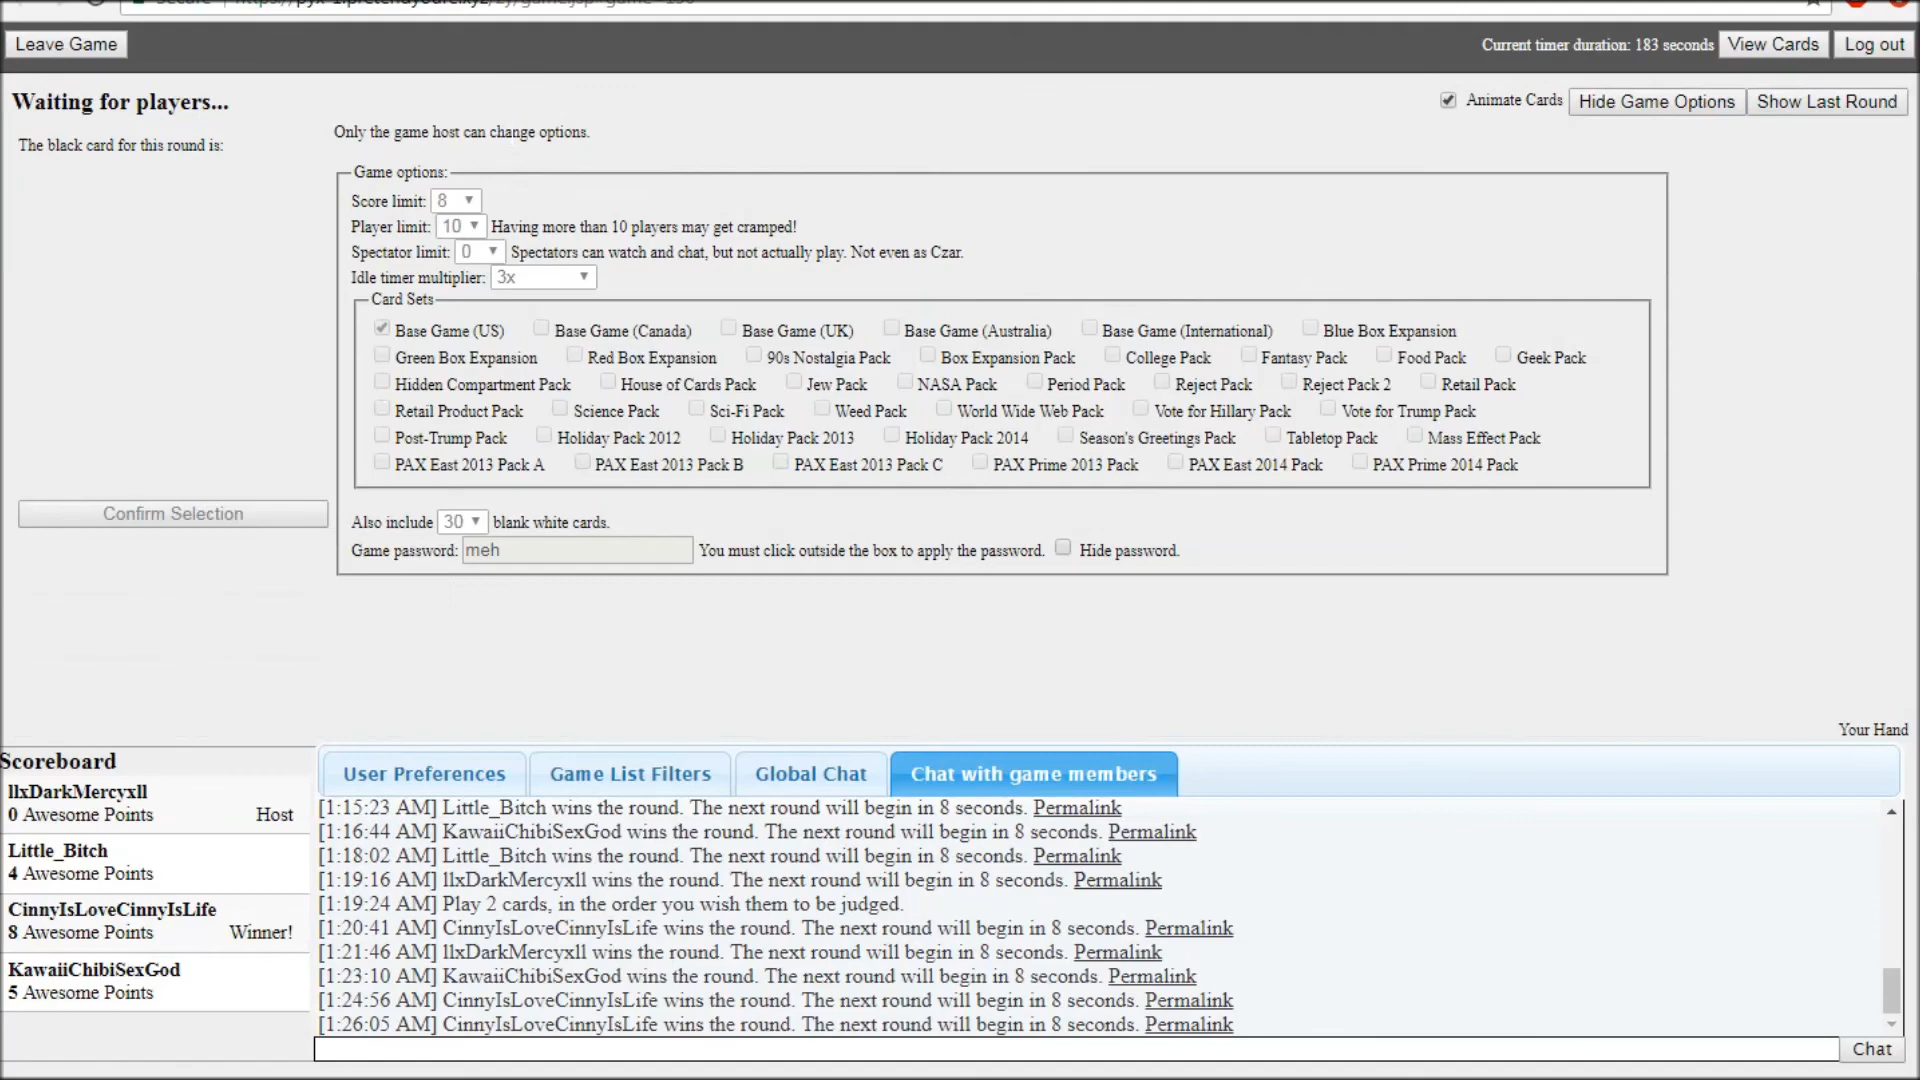 Leave Game
Current timer duration: 183 seconds View Cards Log out
Waiting for players...
Animate Cards Hide Game Options Show Last Round
Only the game host can change options.
The black card for this round is:
Game options:
Score limit: 8
Player limit: 10 Having more than 10 players may get cramped!
Spectator limit: 0 Spectators can watch and chat, but not actually play. Not even as Czar.
Idle timer multiplier: 3x
Card Sets
Base Game (US) Base Game (Canada) Base Game (UK) Base Game (Australia) Base Game (International) Blue Box Expansion
Green Box Expansion Red Box Expansion 90s Nostalgia Pack Box Expansion Pack College Pack Fantasy Pack Food Pack Geek Pack
Hidden Compartment Pack House of Cards Pack Jew Pack NASA Pack Period Pack Reject Pack Reject Pack 2 Retail Pack
Retail Product Pack Science Pack Sci-Fi Pack Weed Pack World Wide Web Pack Vote for Hillary Pack Vote for Trump Pack
Post-Trump Pack Holiday Pack 2012 Holiday Pack 2013 Holiday Pack 2014 Season's Greetings Pack Tabletop Pack Mass Effect Pack
PAX East 2013 Pack A PAX East 2013 Pack B PAX East 2013 Pack C PAX Prime 2013 Pack PAX East 2014 Pack PAX Prime 2014 Pack
Confirm Selection
Also include 30 blank white cards.
Game password: meh You must click outside the box to apply the password. Hide password.
Your Hand
Scoreboard
llxDarkMercyxll
0 Awesome Points Host
Little_Bitch
4 Awesome Points
CinnyIsLoveCinnyIsLife
8 Awesome Points Winner!
KawaiiChibiSexGod
5 Awesome Points
User Preferences Game List Filters Global Chat Chat with game members
[1:15:23 AM] Little_Bitch wins the round. The next round will begin in 8 seconds. Permalink
[1:16:44 AM] KawaiiChibiSexGod wins the round. The next round will begin in 8 seconds. Permalink
[1:18:02 AM] Little_Bitch wins the round. The next round will begin in 8 seconds. Permalink
[1:19:16 AM] llxDarkMercyxll wins the round. The next round will begin in 8 seconds. Permalink
[1:19:24 AM] Play 2 cards, in the order you wish them to be judged.
[1:20:41 AM] CinnyIsLoveCinnyIsLife wins the round. The next round will begin in 8 seconds. Permalink
[1:21:46 AM] llxDarkMercyxll wins the round. The next round will begin in 8 seconds. Permalink
[1:23:10 AM] KawaiiChibiSexGod wins the round. The next round will begin in 8 seconds. Permalink
[1:24:56 AM] CinnyIsLoveCinnyIsLife wins the round. The next round will begin in 8 seconds. Permalink
[1:26:05 AM] CinnyIsLoveCinnyIsLife wins the round. The next round will begin in 8 seconds. Permalink
Chat